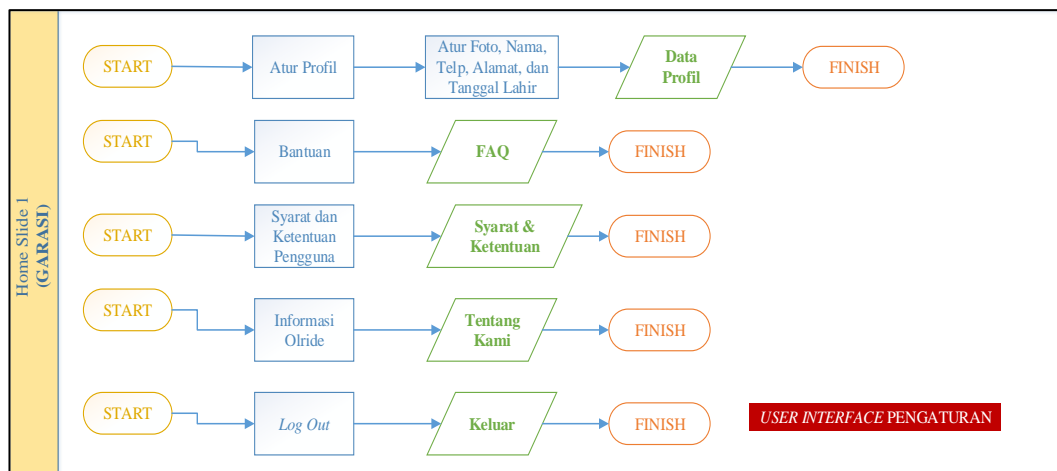 Home Slide 1
(GARASI)
START
Atur Profil
Atur Foto, Nama,
Telp, Alamat, dan
Tanggal Lahir
Data
Profil
FINISH
START
Bantuan
FAQ
FINISH
START
Syarat dan
Ketentuan
Pengguna
Syarat &
Ketentuan
FINISH
START
Informasi
Olride
Tentang
Kami
FINISH
START
Log Out
Keluar
FINISH
USER INTERFACE PENGATURAN